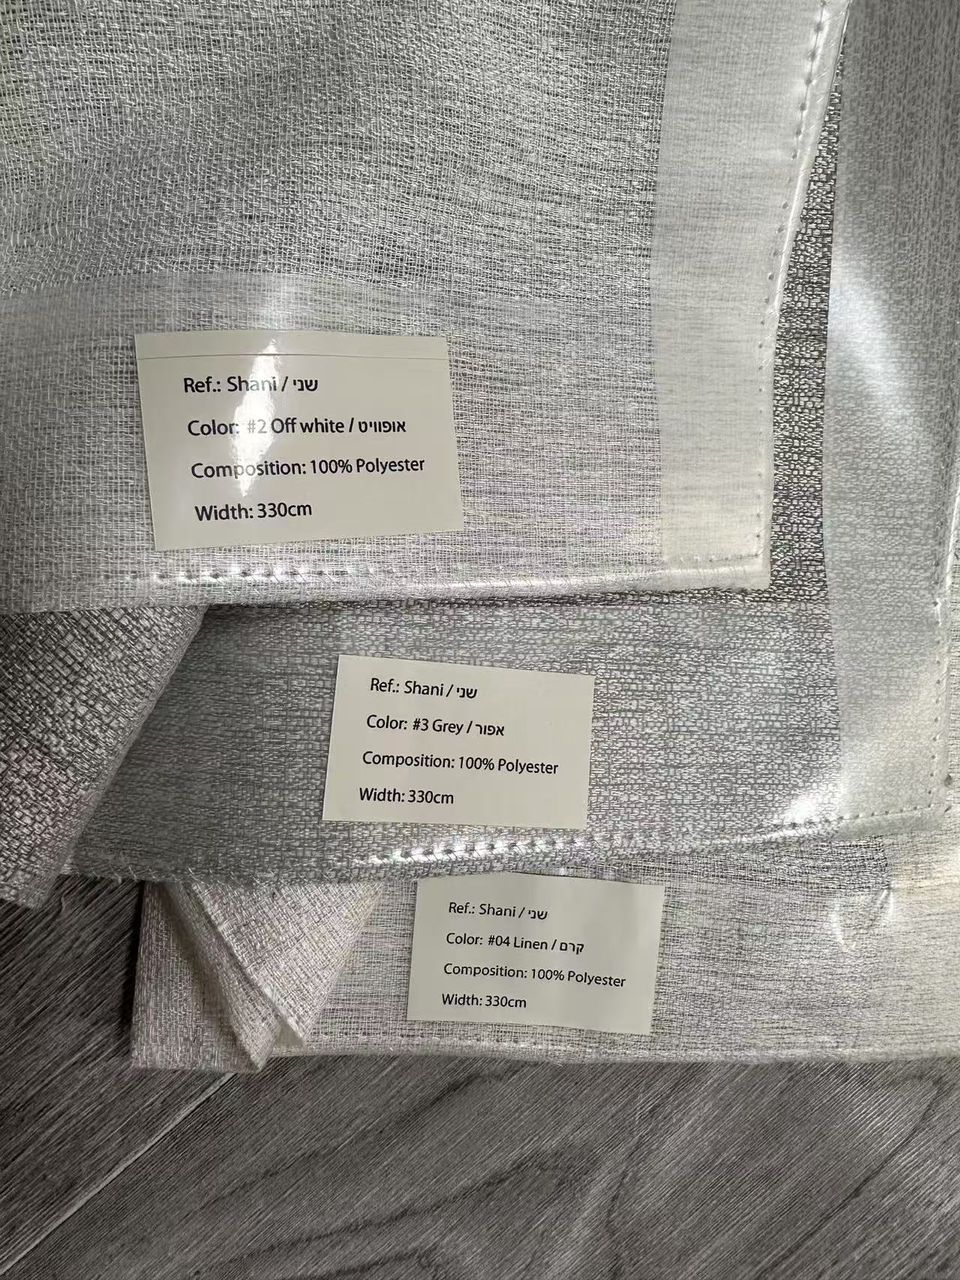 Ref.: Shani / שני
Color: #2 Off white / אופווייט
Composition: 100% Polyester
Width: 330cm
Ref.: Shani / שני
Color: #3 Grey / אפור
Composition: 100% Polyester
Width: 330cm
Ref.: Shani / שני
Color: #04 Linen / קרם
Composition: 100% Polyester
Width: 330cm